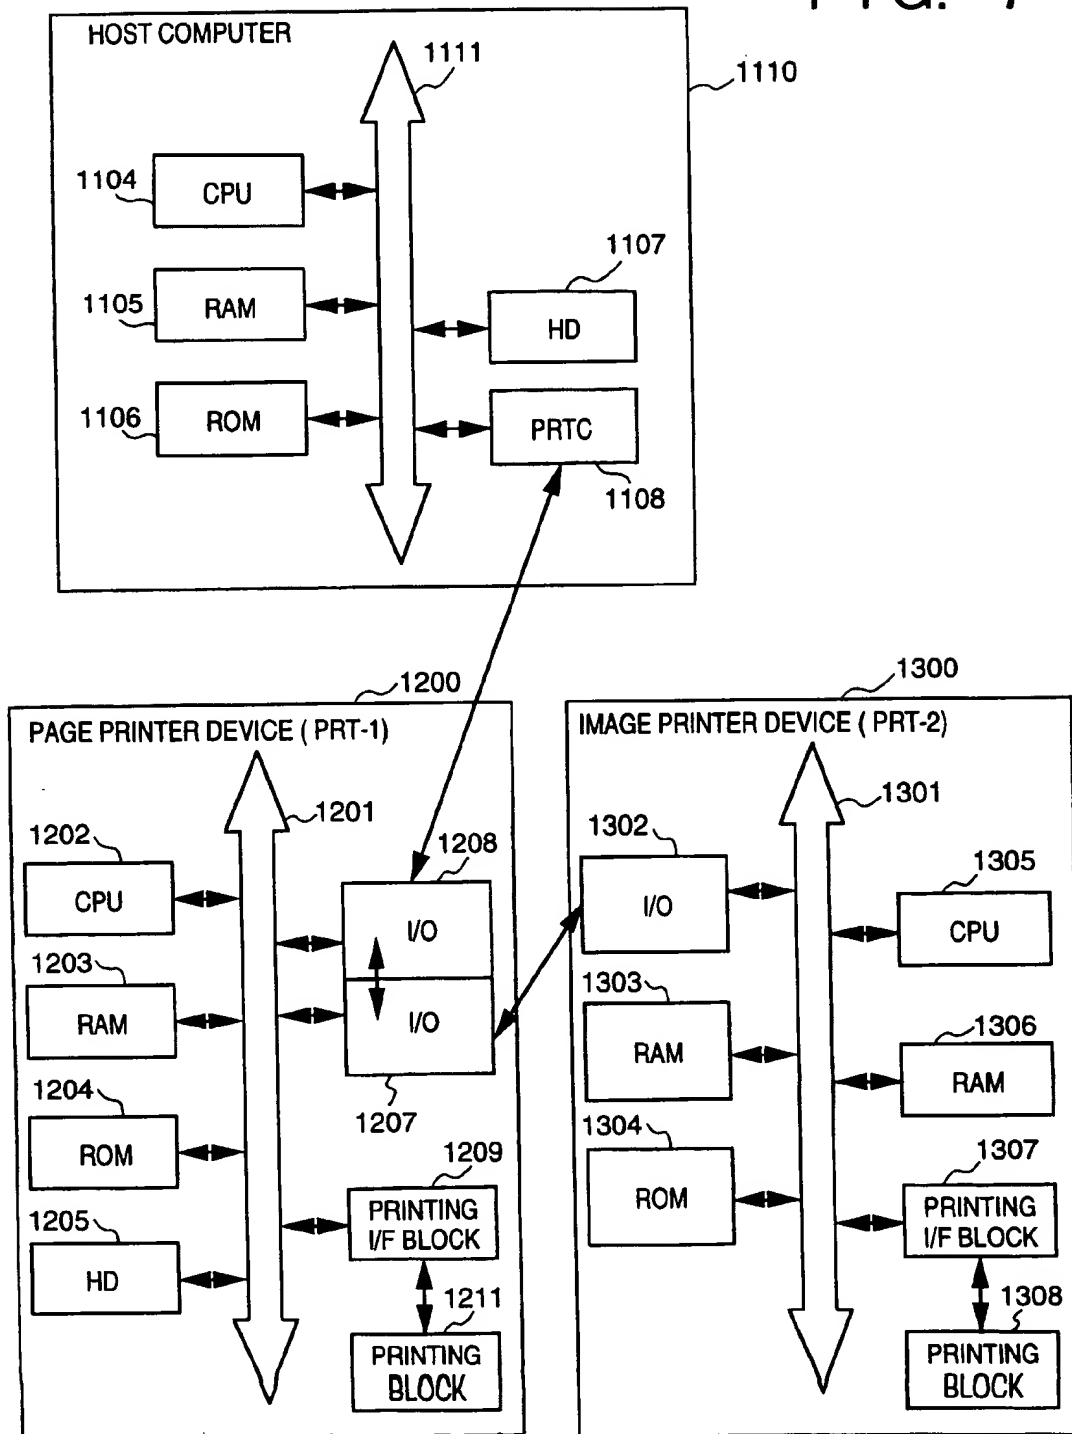 FIG. 7
HOST COMPUTER
1111
1110
1104
CPU
1107
1105
RAM
HD
1106
ROM
PRTC
1108
1200
1300
PAGE PRINTER DEVICE ( PRT-1)
IMAGE PRINTER DEVICE ( PRT-2)
1201
1301
1202
1208
1302
1305
CPU
I/O
I/O
CPU
1203
1303
RAM
I/O
RAM
1306
RAM
1204
1207
1304
ROM
1209
ROM
1307
PRINTING
I/F BLOCK
PRINTING
I/F BLOCK
1205
HD
1211
1308
PRINTING
BLOCK
PRINTING
BLOCK